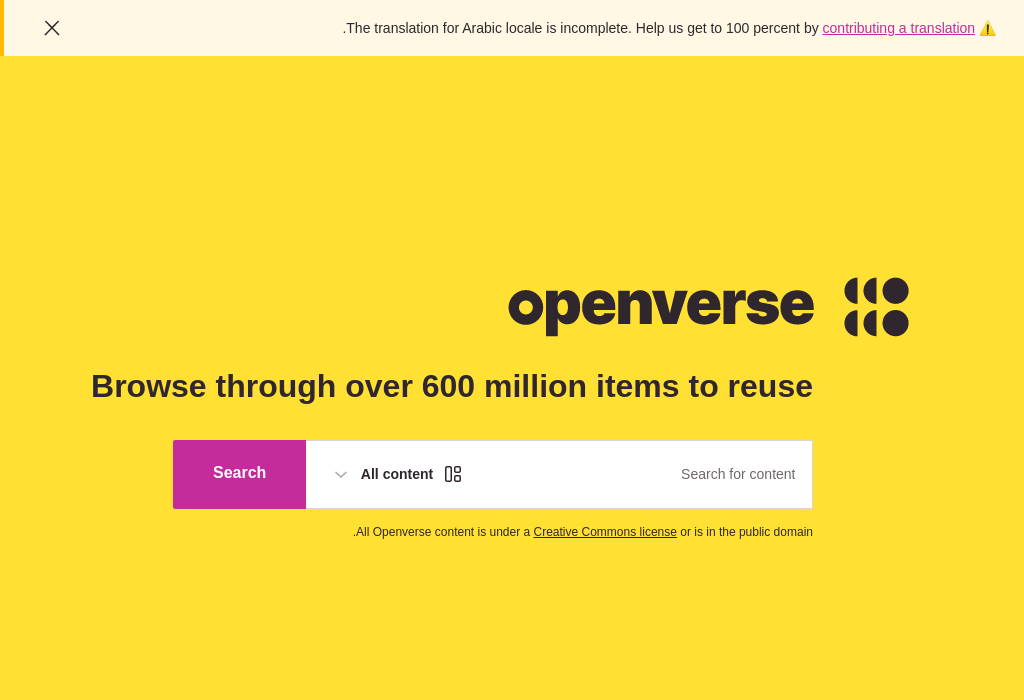 .The translation for Arabic locale is incomplete. Help us get to 100 percent by contributing a translation ⚠️
openverse
Browse through over 600 million items to reuse
Search
All content
Search for content
.All Openverse content is under a Creative Commons license or is in the public domain